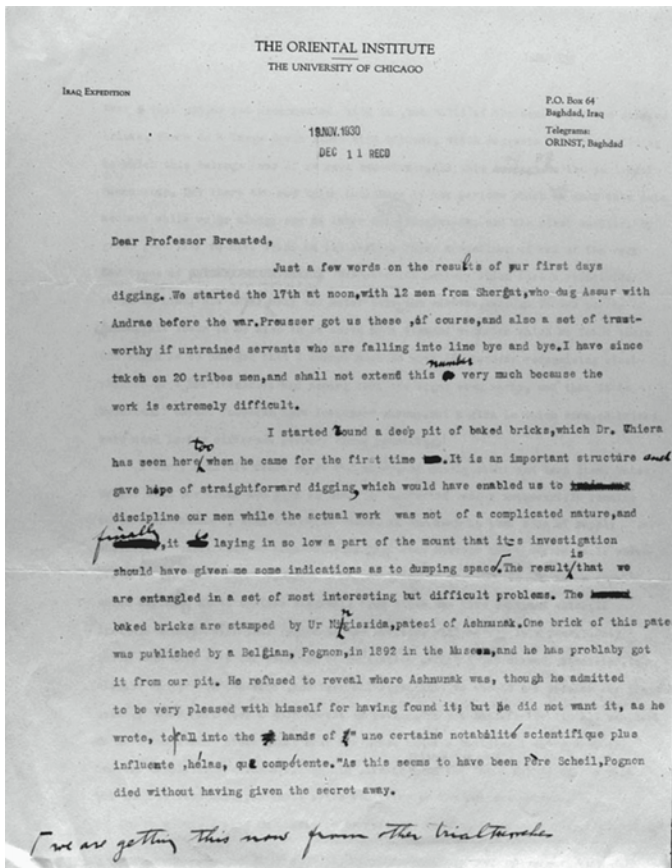 THE ORIENTAL INSTITUTE
THE UNIVERSITY OF CHICAGO
IRAQ EXPEDITION
P.O. Box 64
Baghdad, Iraq
Telegrams:
ORINST, Baghdad
19.NOV.1930
DEC 11 RECD
Dear Professor Breasted,
Just a few words on the results of our first days
digging. We started the 17th at noon,with 12 men from Shergat,who dug Assur with
Andrae before the war.Preusser got us these ,of course,and also a set of trust-
worthy if untrained servants who are falling into line bye and bye.I have since
taken on 20 tribes men,and shall not extend this number very much because the
work is extremely difficult.
I started round a deep pit of baked bricks,which Dr. Chiera
has seen here too when he came for the first time .It is an important structure and
gave hope of straightforward digging, which would have enabled us to
discipline our men while the actual work was not of a complicated nature,and
finally,it laying in so low a part of the mount that its investigation
should have given me some indications as to dumping space.The result is that we
are entangled in a set of most interesting but difficult problems. The
baked bricks are stamped by Ur Ningiszida,patesi of Ashnunak.One brick of this pate
was published by a Belgian, Pognon,in 1892 in the Museon,and he has problably got
it from our pit. He refused to reveal where Ashnunak was, though he admitted
to be very pleased with himself for having found it; but he did not want it, as he
wrote, to fall into the hands of " une certaine notabilité scientifique plus
influente ,hélas, que compétente."As this seems to have been Père Scheil,Pognon
died without having given the secret away.
we are getting this now from other trial trenches